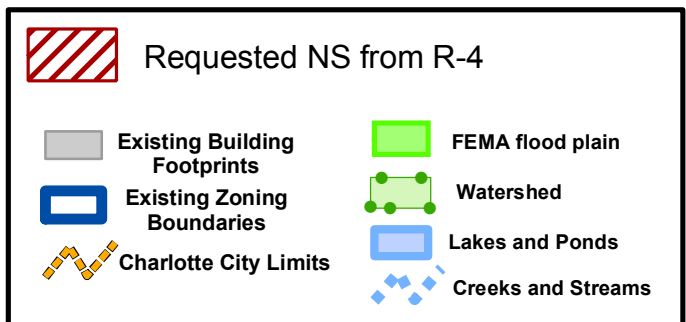 Requested NS from R-4
Existing Building
Footprints
Existing Zoning
Boundaries
Charlotte City Limits
FEMA flood plain
Watershed
Lakes and Ponds
Creeks and Streams